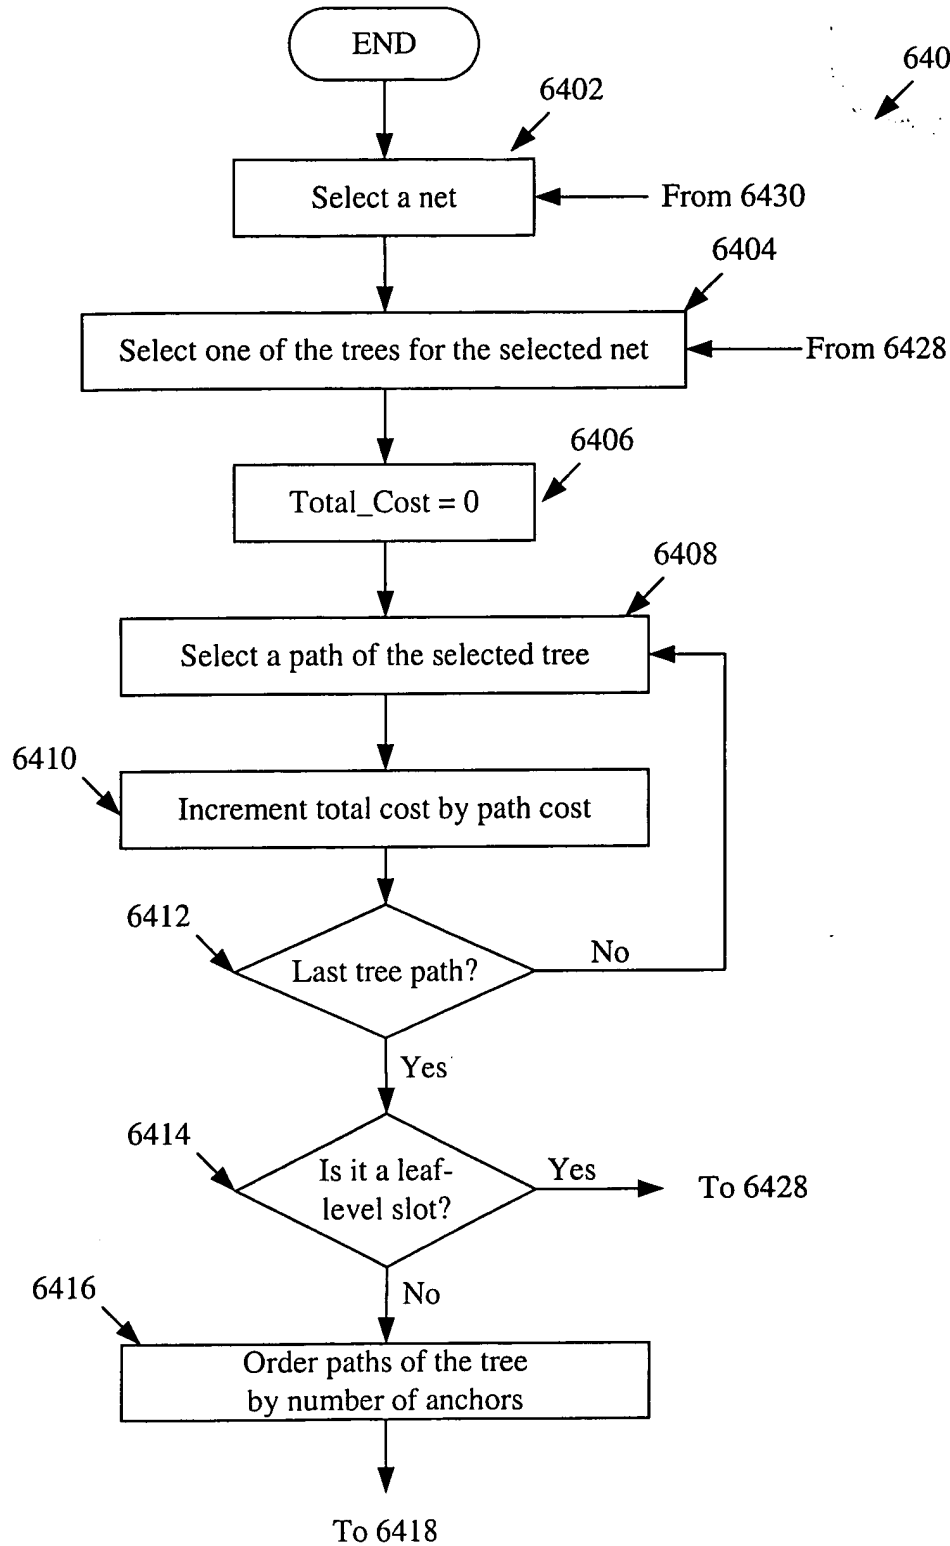 END
640
6402
Select a net
From 6430
6404
Select one of the trees for the selected net
From 6428
6406
Total_Cost = 0
6408
Select a path of the selected tree
6410
Increment total cost by path cost
6412
Last tree path?
No
Yes
6414
Is it a leaf-
level slot?
Yes
To 6428
No
6416
Order paths of the tree
by number of anchors
To 6418